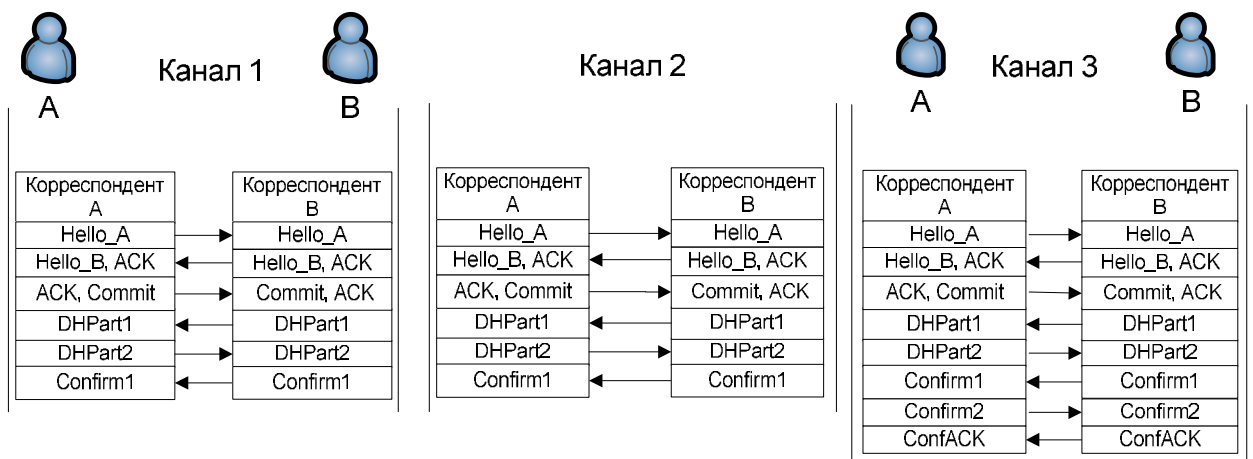 Канал 1
Канал 2
Канал 3
A
B
A
B
Корреспондент
A
Корреспондент
B
Hello_A
Hello_A
Hello_B, ACK
Hello_B, ACK
ACK, Commit
Commit, ACK
DHPart1
DHPart1
DHPart2
DHPart2
Confirm1
Confirm1
Корреспондент
A
Корреспондент
B
Hello_A
Hello_A
Hello_B, ACK
Hello_B, ACK
ACK, Commit
Commit, ACK
DHPart1
DHPart1
DHPart2
DHPart2
Confirm1
Confirm1
Корреспондент
A
Корреспондент
B
Hello_A
Hello_A
Hello_B, ACK
Hello_B, ACK
ACK, Commit
Commit, ACK
DHPart1
DHPart1
DHPart2
DHPart2
Confirm1
Confirm1
Confirm2
Confirm2
ConfACK
ConfACK